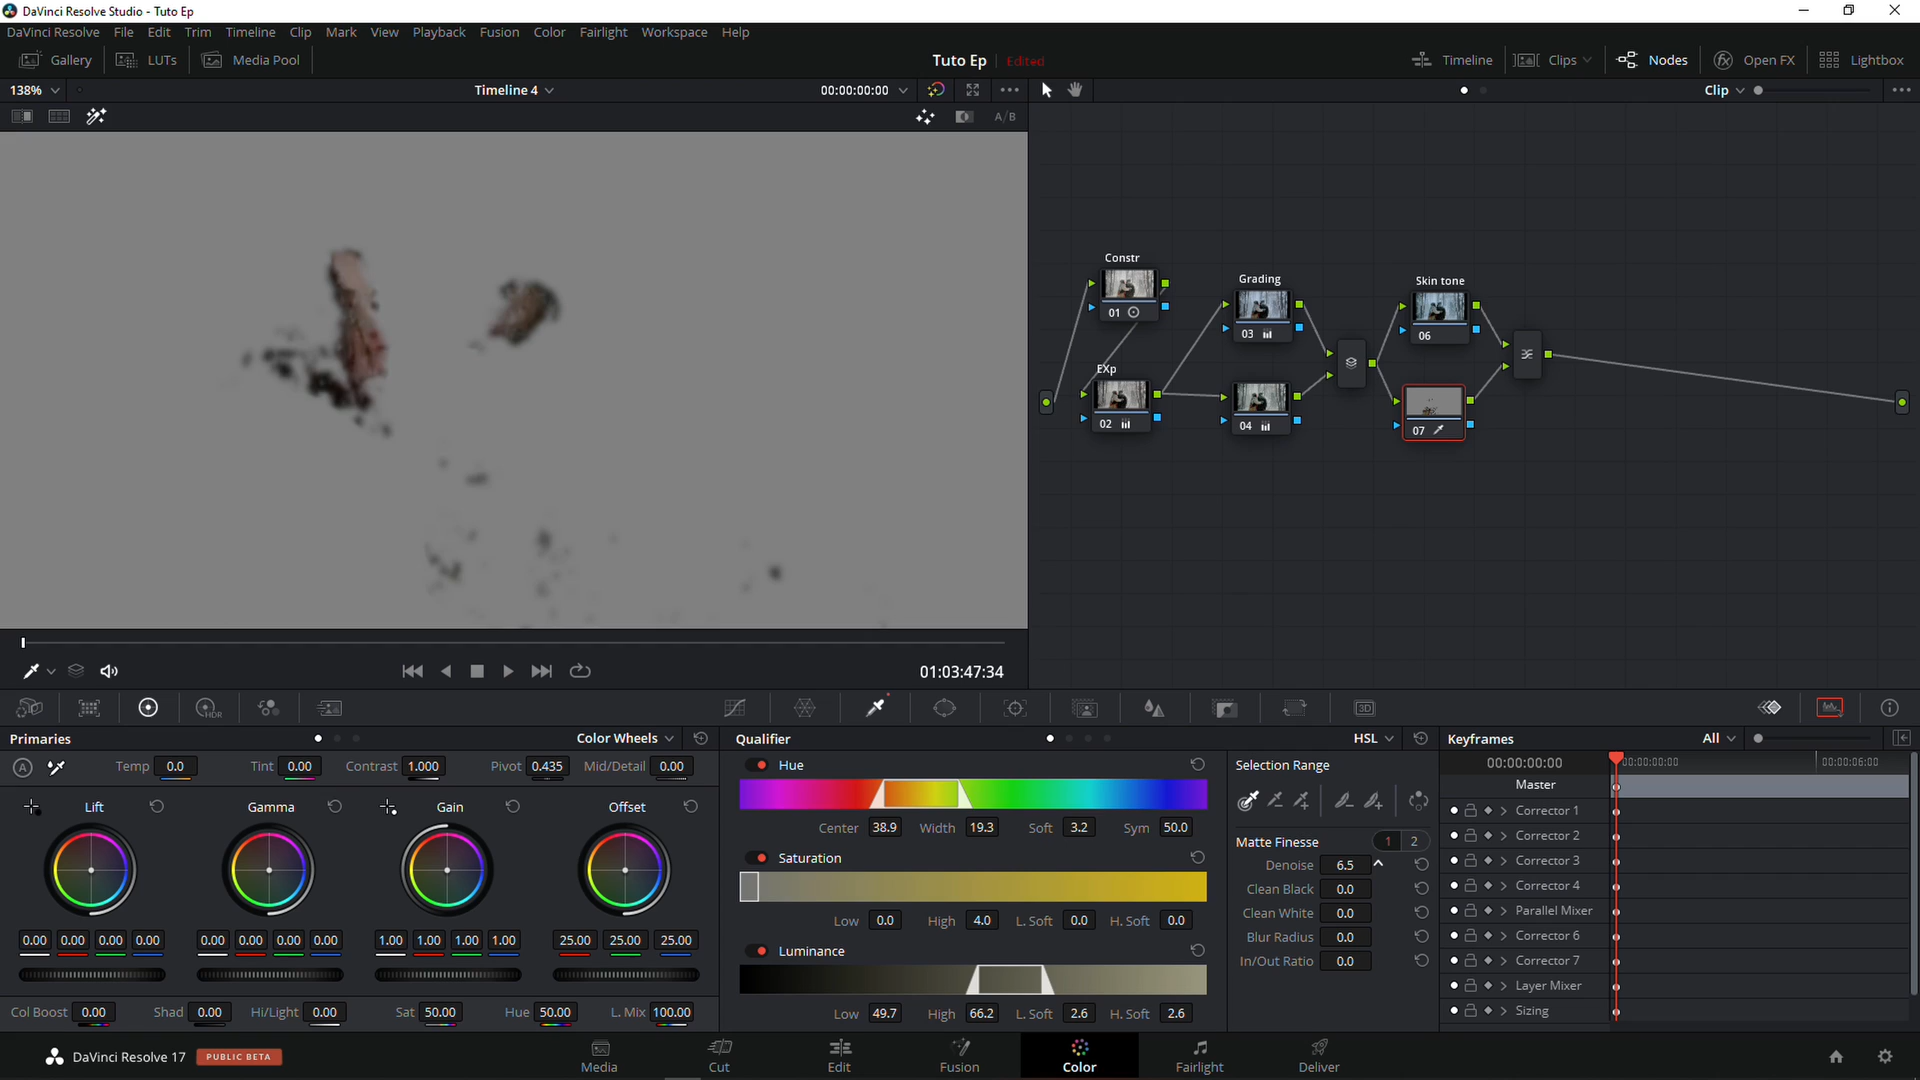 DaVinci Resolve Studio - Tuto Ep
DaVinci Resolve File Edit Trim Timeline Clip Mark View Playback Fusion Color Fairlight Workspace Help
Gallery LUTs Media Pool Tuto Ep Edited Timeline Clips Nodes Open FX Lightbox
138% Timeline 4 00:00:00:00 Clip
A/B
Constr
01
EXp
02
Grading
03
04
Skin tone
06
07
01:03:47:34
HDR
3D
Primaries Color Wheels
A Temp 0.0 Tint 0.00 Contrast 1.000 Pivot 0.435 Mid/Detail 0.00
Lift Gamma Gain Offset
0.00 0.00 0.00 0.00 0.00 0.00 0.00 0.00 1.00 1.00 1.00 1.00 25.00 25.00 25.00
Col Boost 0.00 Shad 0.00 Hi/Light 0.00 Sat 50.00 Hue 50.00 L. Mix 100.00
Qualifier HSL
Hue
Center 38.9 Width 19.3 Soft 3.2 Sym 50.0
Saturation
Low 0.0 High 4.0 L. Soft 0.0 H. Soft 0.0
Luminance
Low 49.7 High 66.2 L. Soft 2.6 H. Soft 2.6
Selection Range
Matte Finesse 1 2
Denoise 6.5
Clean Black 0.0
Clean White 0.0
Blur Radius 0.0
In/Out Ratio 0.0
Keyframes All
00:00:00:00 00:00:00:00 00:00:06:00
Master
Corrector 1
Corrector 2
Corrector 3
Corrector 4
Parallel Mixer
Corrector 6
Corrector 7
Layer Mixer
Sizing
DaVinci Resolve 17 PUBLIC BETA
Media Cut Edit Fusion Color Fairlight Deliver